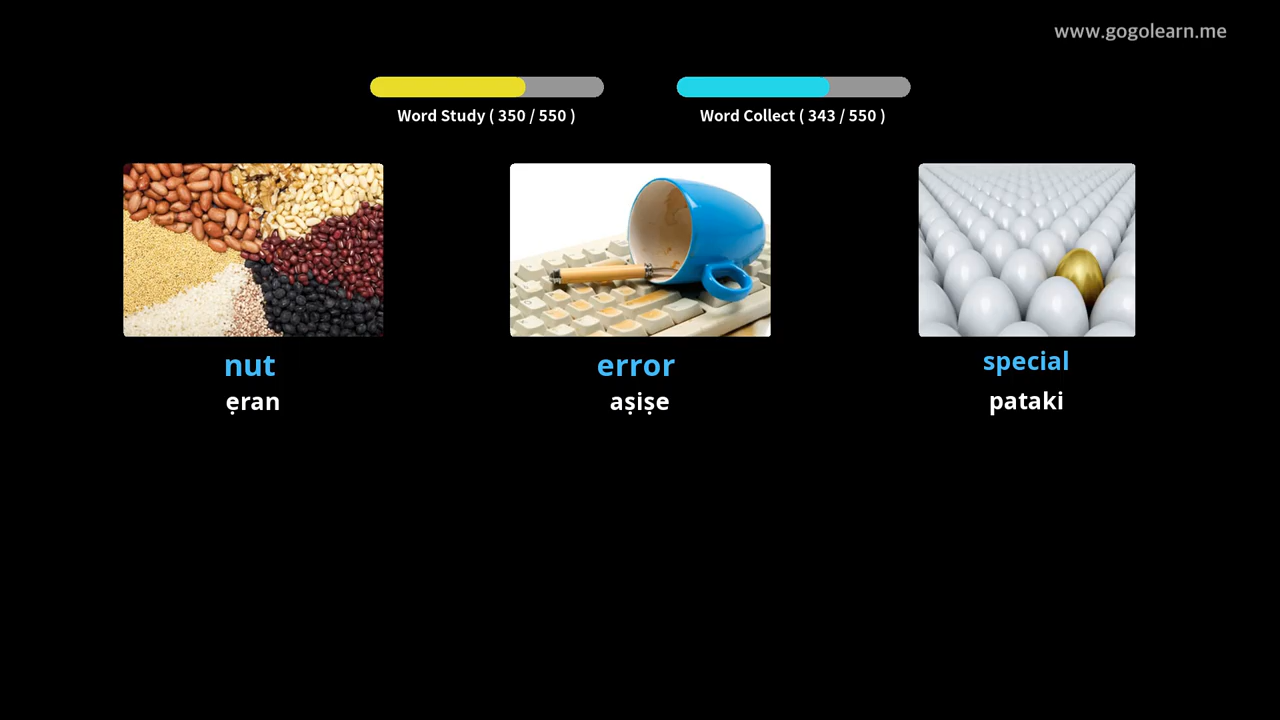 www.gogolearn.me
Word Study ( 350 / 550 )
Word Collect ( 343 / 550 )
nut
error
special
ẹran
aṣiṣe
pataki